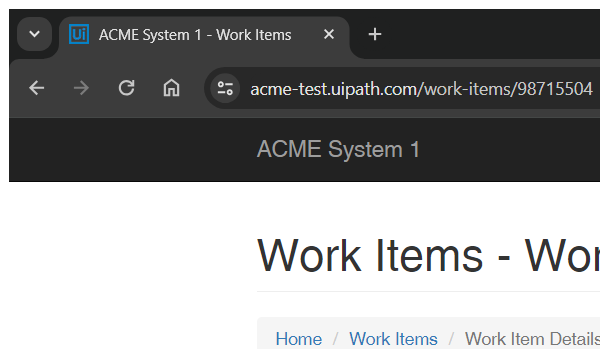 Ui ACME System 1 - Work Items
acme-test.uipath.com/work-items/98715504
ACME System 1
Work Items - Wor
Home / Work Items / Work Item Details